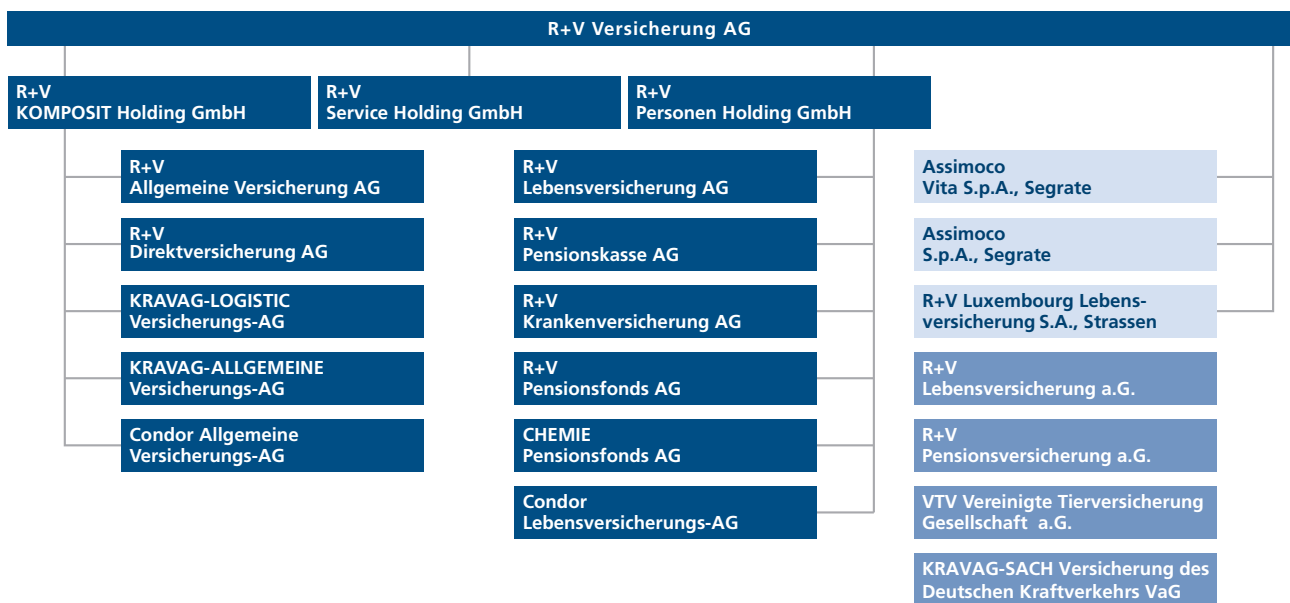 R+V Versicherung AG
R+V
KOMPOSIT Holding GmbH
R+V
Service Holding GmbH
R+V
Personen Holding GmbH
R+V
Allgemeine Versicherung AG
R+V
Direktversicherung AG
KRAVAG-LOGISTIC
Versicherungs-AG
KRAVAG-ALLGEMEINE
Versicherungs-AG
Condor Allgemeine
Versicherungs-AG
R+V
Lebensversicherung AG
R+V
Pensionskasse AG
R+V
Krankenversicherung AG
R+V
Pensionsfonds AG
CHEMIE
Pensionsfonds AG
Condor
Lebensversicherungs-AG
Assimoco
Vita S.p.A., Segrate
Assimoco
S.p.A., Segrate
R+V Luxembourg Lebens-
versicherung S.A., Strassen
R+V
Lebensversicherung a.G.
R+V
Pensionsversicherung a.G.
VTV Vereinigte Tierversicherung
Gesellschaft a.G.
KRAVAG-SACH Versicherung des
Deutschen Kraftverkehrs VaG